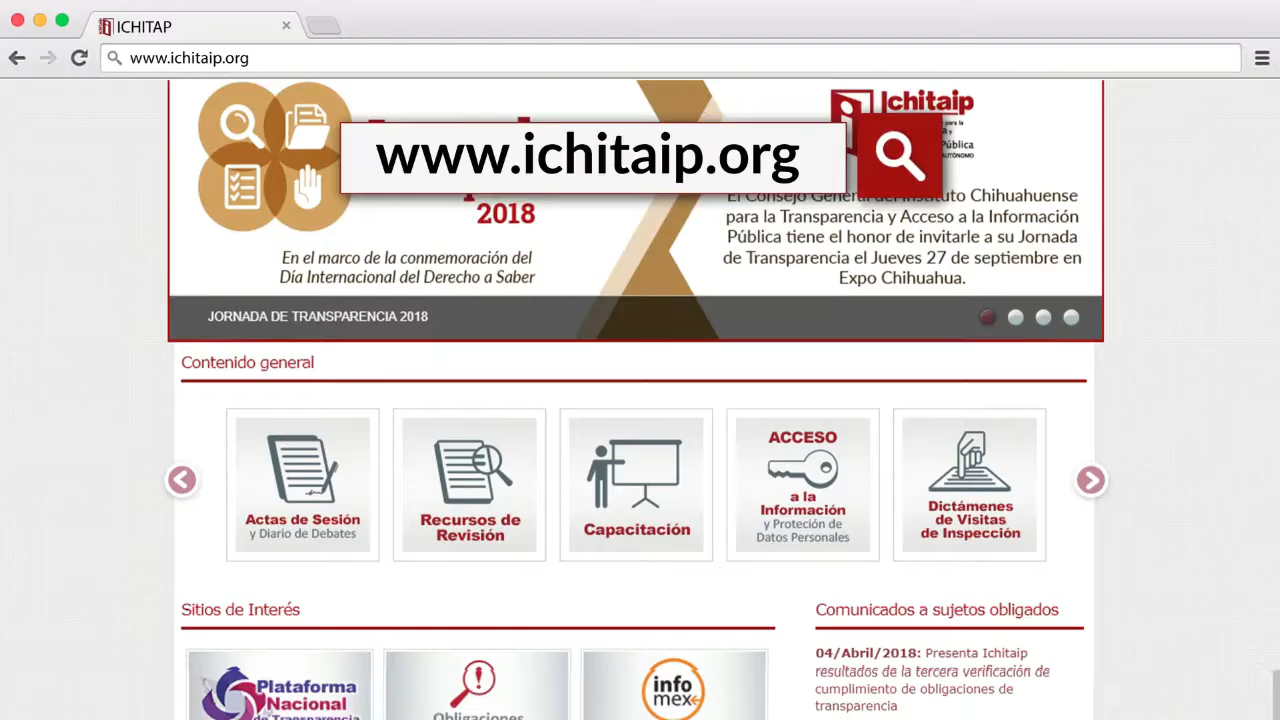 ICHITAP
www.ichitaip.org
Ichitaip
www.ichitaip.org
Pública
AUTÓNOMO
2018
En el marco de la conmemoración del
Día Internacional del Derecho a Saber
El Consejo General del Instituto Chihuahuense
para la Transparencia y Acceso a la Información
Pública tiene el honor de invitarle a su Jornada
de Transparencia el Jueves 27 de septiembre en
Expo Chihuahua.
JORNADA DE TRANSPARENCIA 2018
Contenido general
Actas de Sesión
y Diario de Debates
Recursos de
Revisión
Capacitación
ACCESO
a la
Información
y Proteción de
Datos Personales
Dictámenes
de Visitas
de Inspección
Sitios de Interés
Plataforma
Nacional
de Transparencia
Obligaciones
info
mex
Comunicados a sujetos obligados
04/Abril/2018: Presenta Ichitaip
resultados de la tercera verificación de
cumplimiento de obligaciones de
transparencia